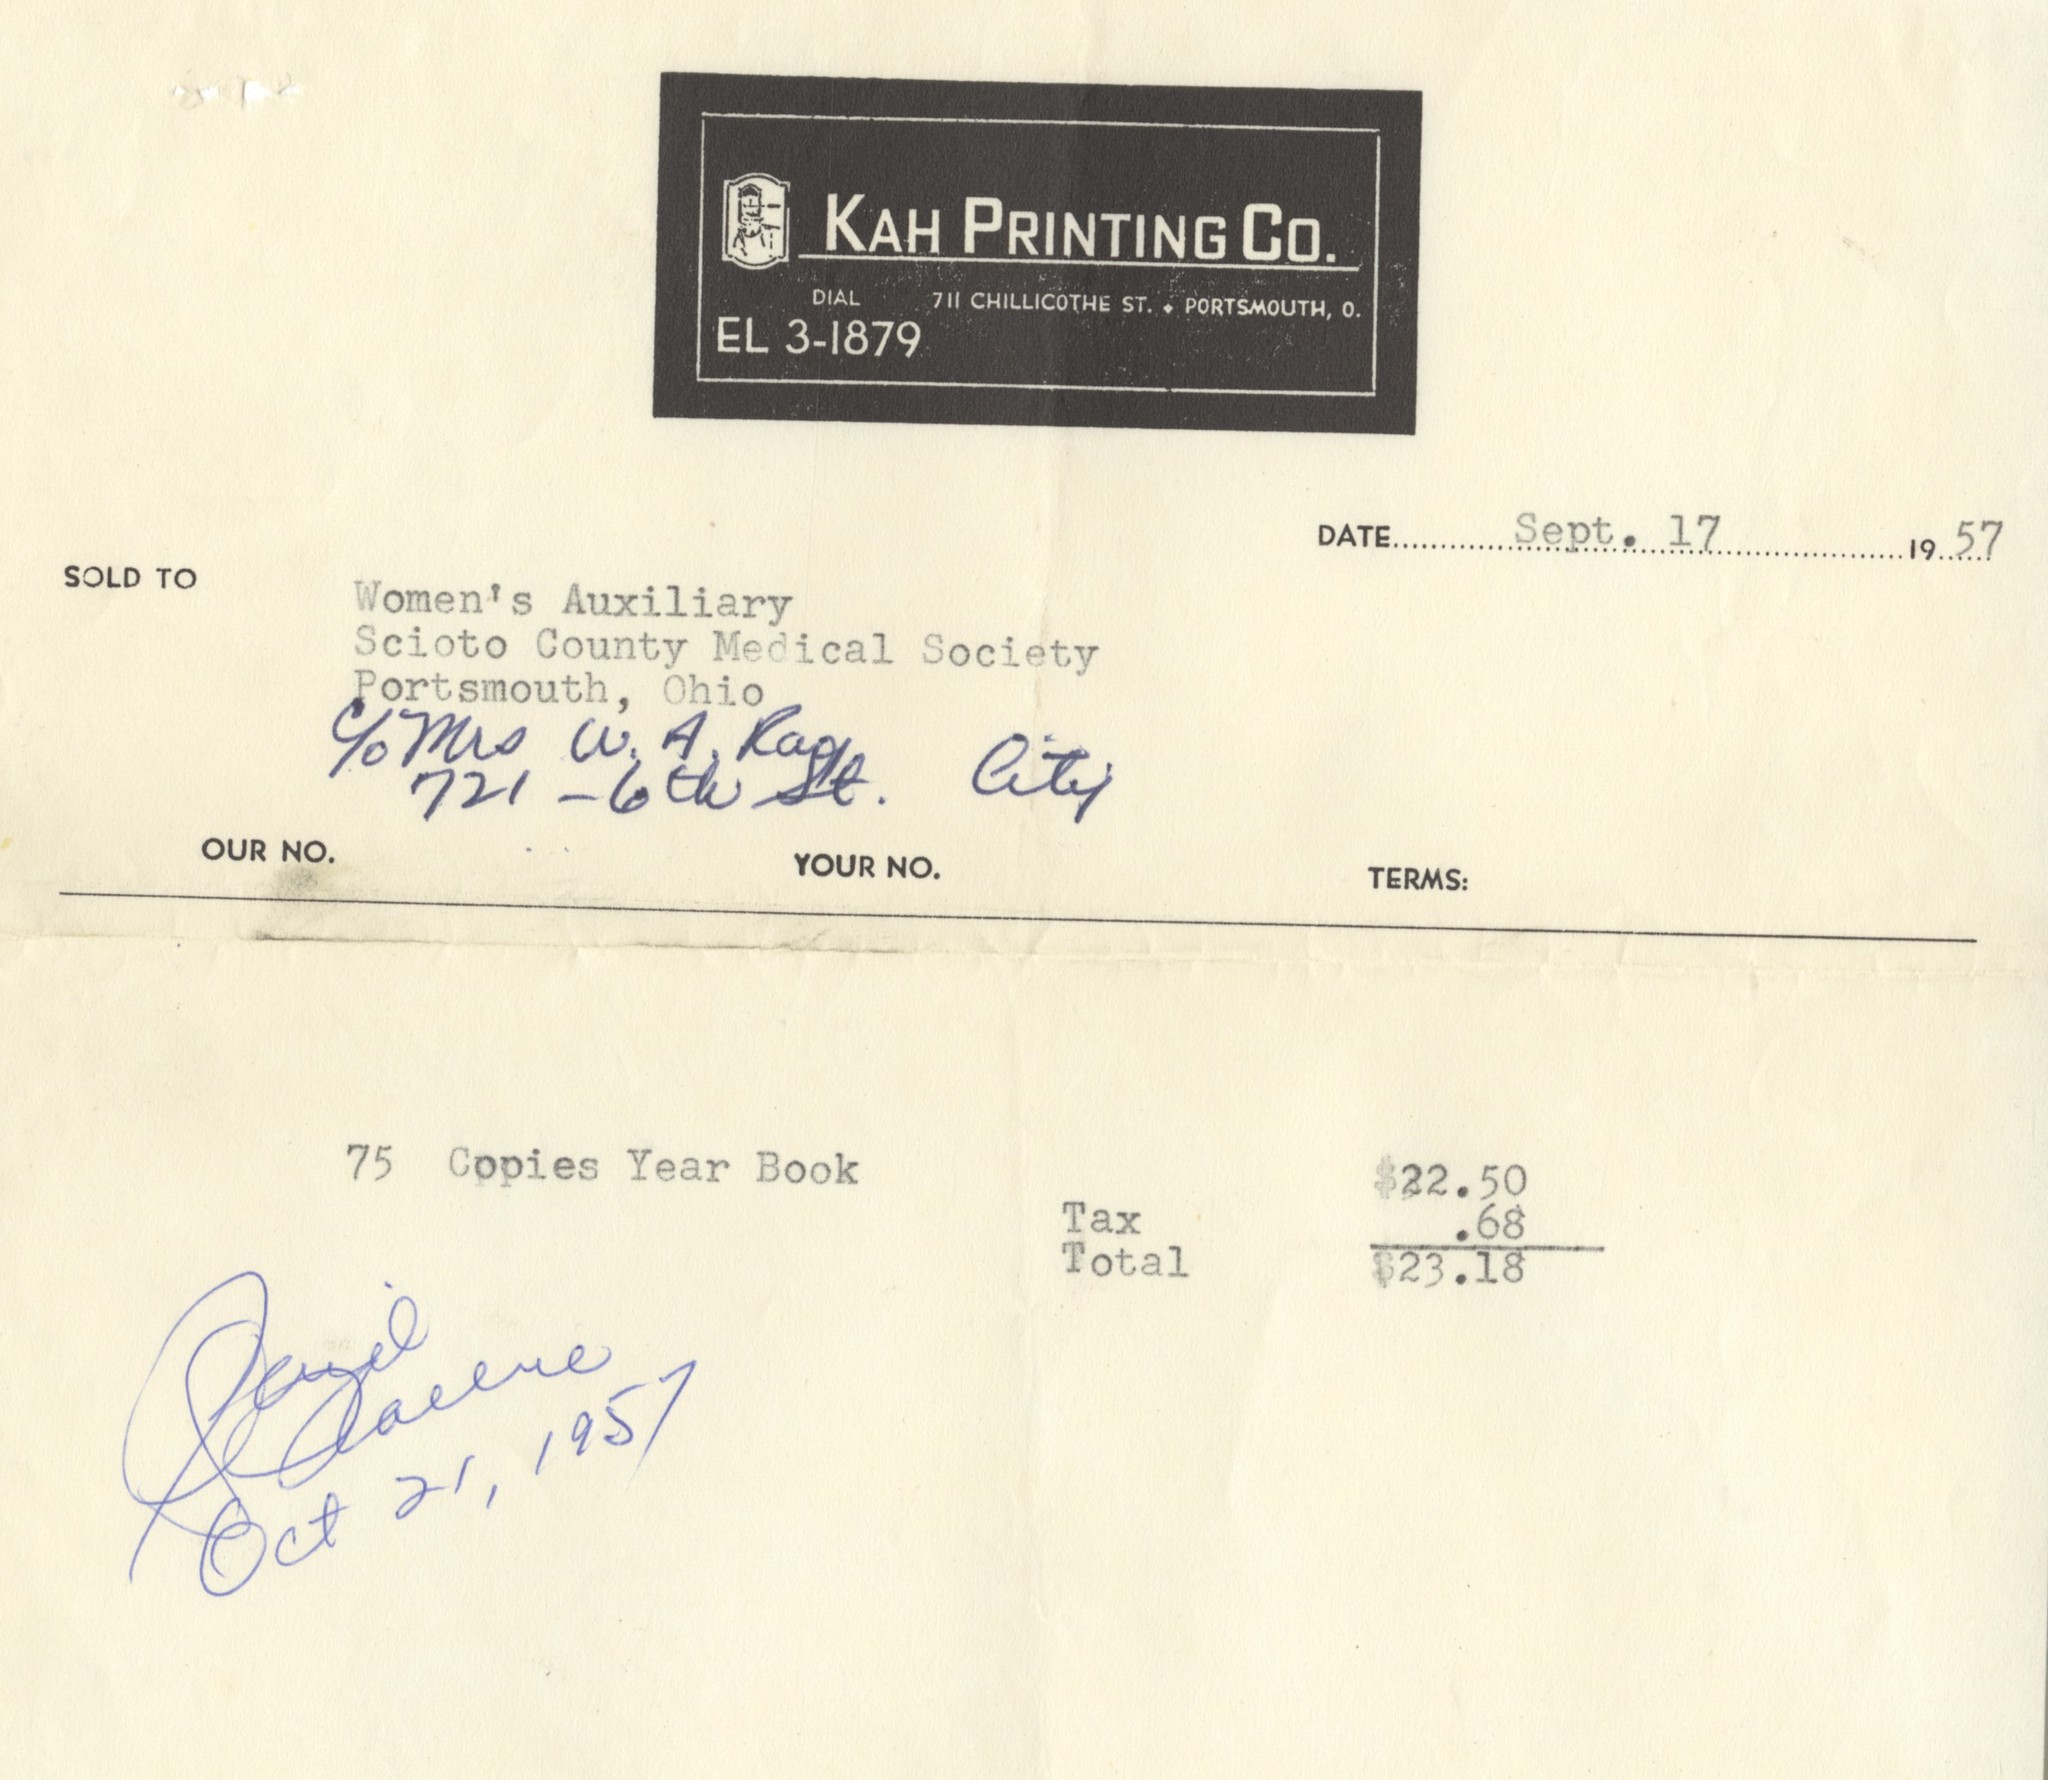 KAH PRINTING CO.
DIAL 711 CHILLICOTHE ST. • PORTSMOUTH, O.
EL 3-1879
DATE Sept. 17 19 57
SOLD TO
Women's Auxiliary
Scioto County Medical Society
Portsmouth, Ohio
c/o Mrs W. A. Ray
721 - 6th St. City
OUR NO. YOUR NO. TERMS:
75 Copies Year Book $22.50
Tax .68
Total $23.18
Oct 21, 1957